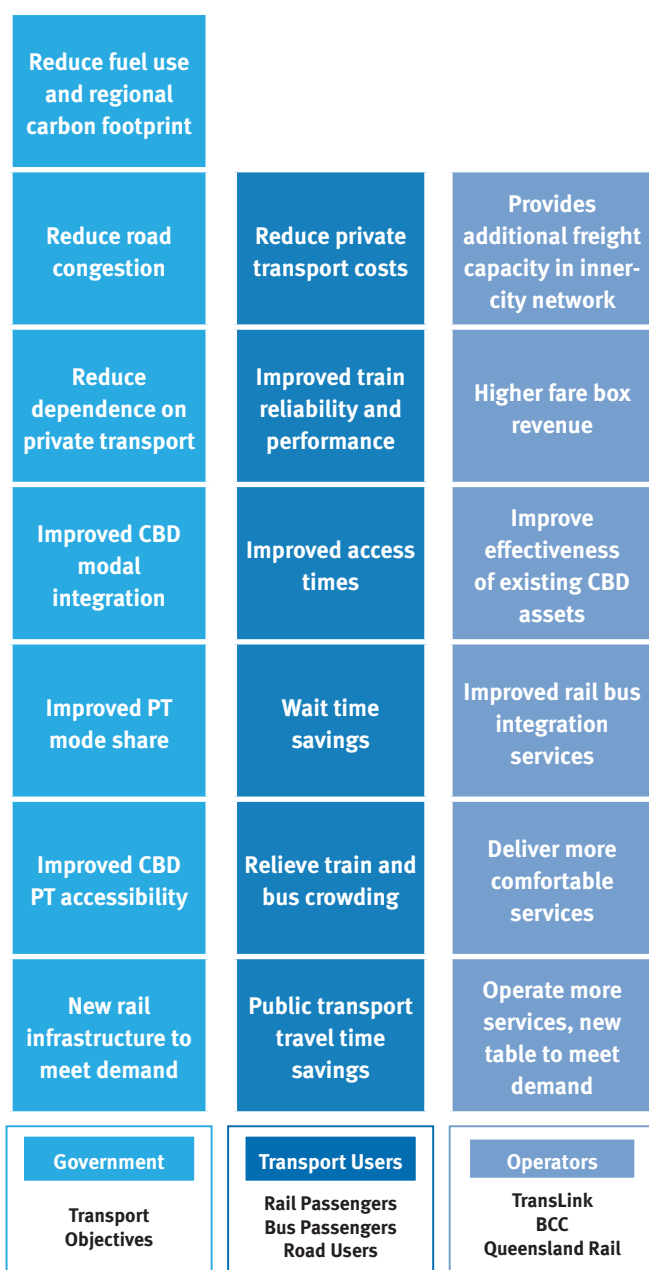 Reduce fuel use
and regional
carbon footprint
Reduce road
congestion
Reduce private
transport costs
Provides
additional freight
capacity in inner-
city network
Reduce
dependence on
private transport
Improved train
reliability and
performance
Higher fare box
revenue
Improved CBD
modal
integration
Improved access
times
Improve
effectiveness
of existing CBD
assets
Improved PT
mode share
Wait time
savings
Improved rail bus
integration
services
Improved CBD
PT accessibility
Relieve train and
bus crowding
Deliver more
comfortable
services
New rail
infrastructure to
meet demand
Public transport
travel time
savings
Operate more
services, new
table to meet
demand
Government
Transport
Objectives
Transport Users
Rail Passengers
Bus Passengers
Road Users
Operators
TransLink
BCC
Queensland Rail